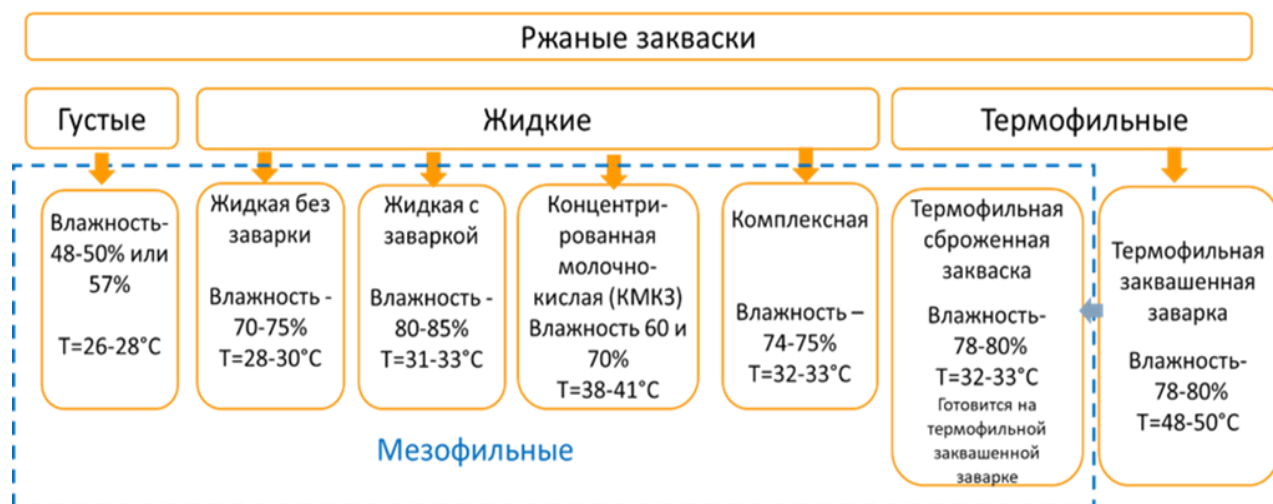 Ржаные закваски
Густые
Жидкие
Термофильные
Влажность-
48-50% или
57%
T=26-28°C
Жидкая без
заварки
Влажность -
70-75%
T=28-30°C
Жидкая с
заваркой
Влажность -
80-85%
T=31-33°C
Концентри-
рованная
молочно-
кислая (КМКЗ)
Влажность 60 и
70%
T=38-41°C
Комплексная
Влажность –
74-75%
T=32-33°C
Термофильная
сброженная
закваска
Влажность-
78-80%
T=32-33°C
Готовится на
термофильной
заквашенной
заварке
Термофильная
заквашенная
заварка
Влажность-
78-80%
T=48-50°C
Мезофильные